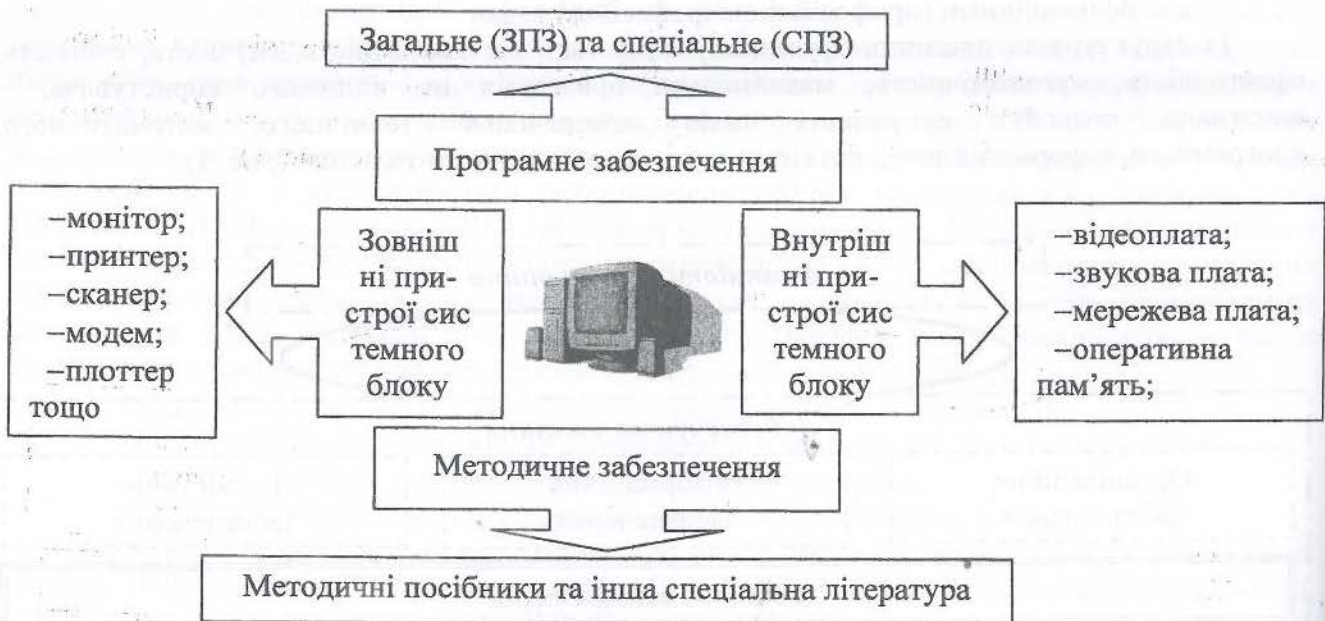 Загальне (ЗПЗ) та спеціальне (СПЗ)
Програмне забезпечення
–монітор;
–принтер;
–сканер;
–модем;
–плоттер
тощо
Зовніш
ні при-
строї сис
темного
блоку
Внутріш
ні при-
строї сис
темного
блоку
–відеоплата;
–звукова плата;
–мережева плата;
–оперативна
пам’ять;
Методичне забезпечення
Методичні посібники та інша спеціальна література